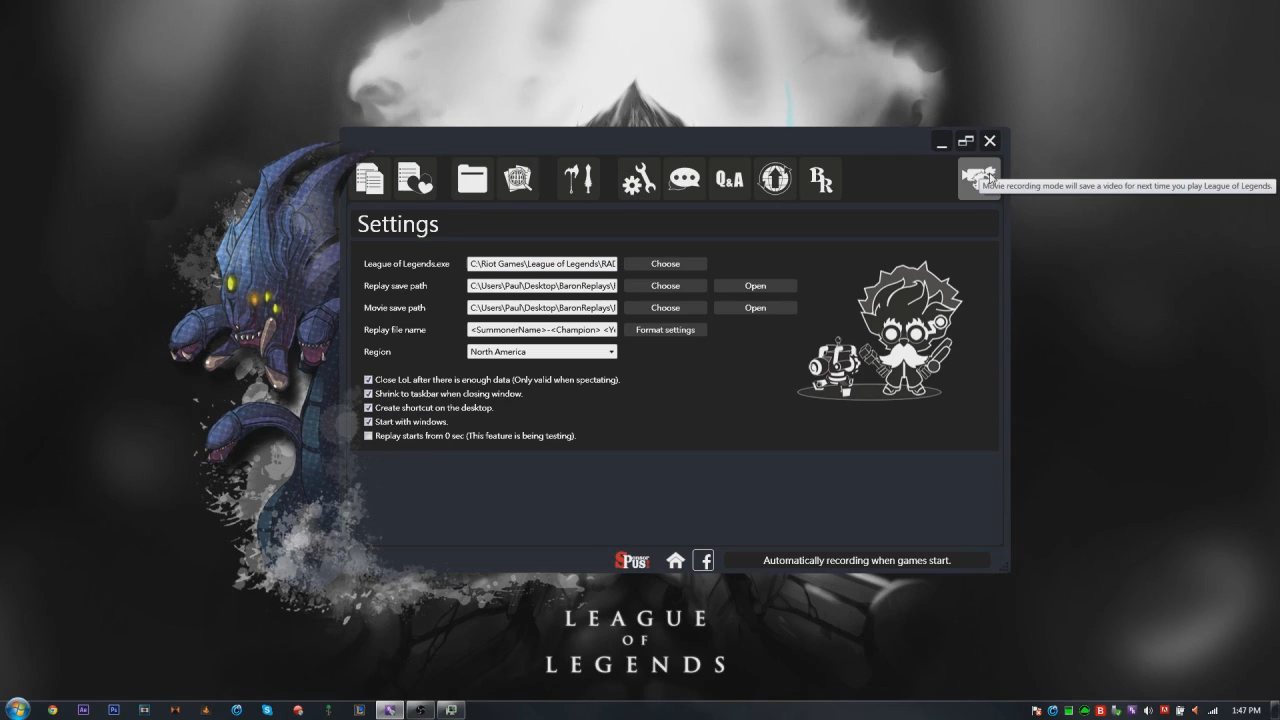 Q&A
BR
Movie recording mode will save a video for next time you play League of Legends.
Settings
League of Legends.exe
C:\Riot Games\League of Legends\RAD
Choose
Replay save path
C:\Users\Paul\Desktop\BaronReplays\
Choose
Open
Movie save path
C:\Users\Paul\Desktop\BaronReplays\
Choose
Open
Replay file name
<SummonerName>-<Champion>
Format settings
Region
North America
Close LoL after there is enough data (Only valid when spectating).
Shrink to taskbar when closing window.
Create shortcut on the desktop.
Start with windows.
Replay starts from 0 sec (This feature is being testing).
Automatically recording when games start.
LEAGUE
OF
LEGENDS
Ae
Ps
1:47 PM